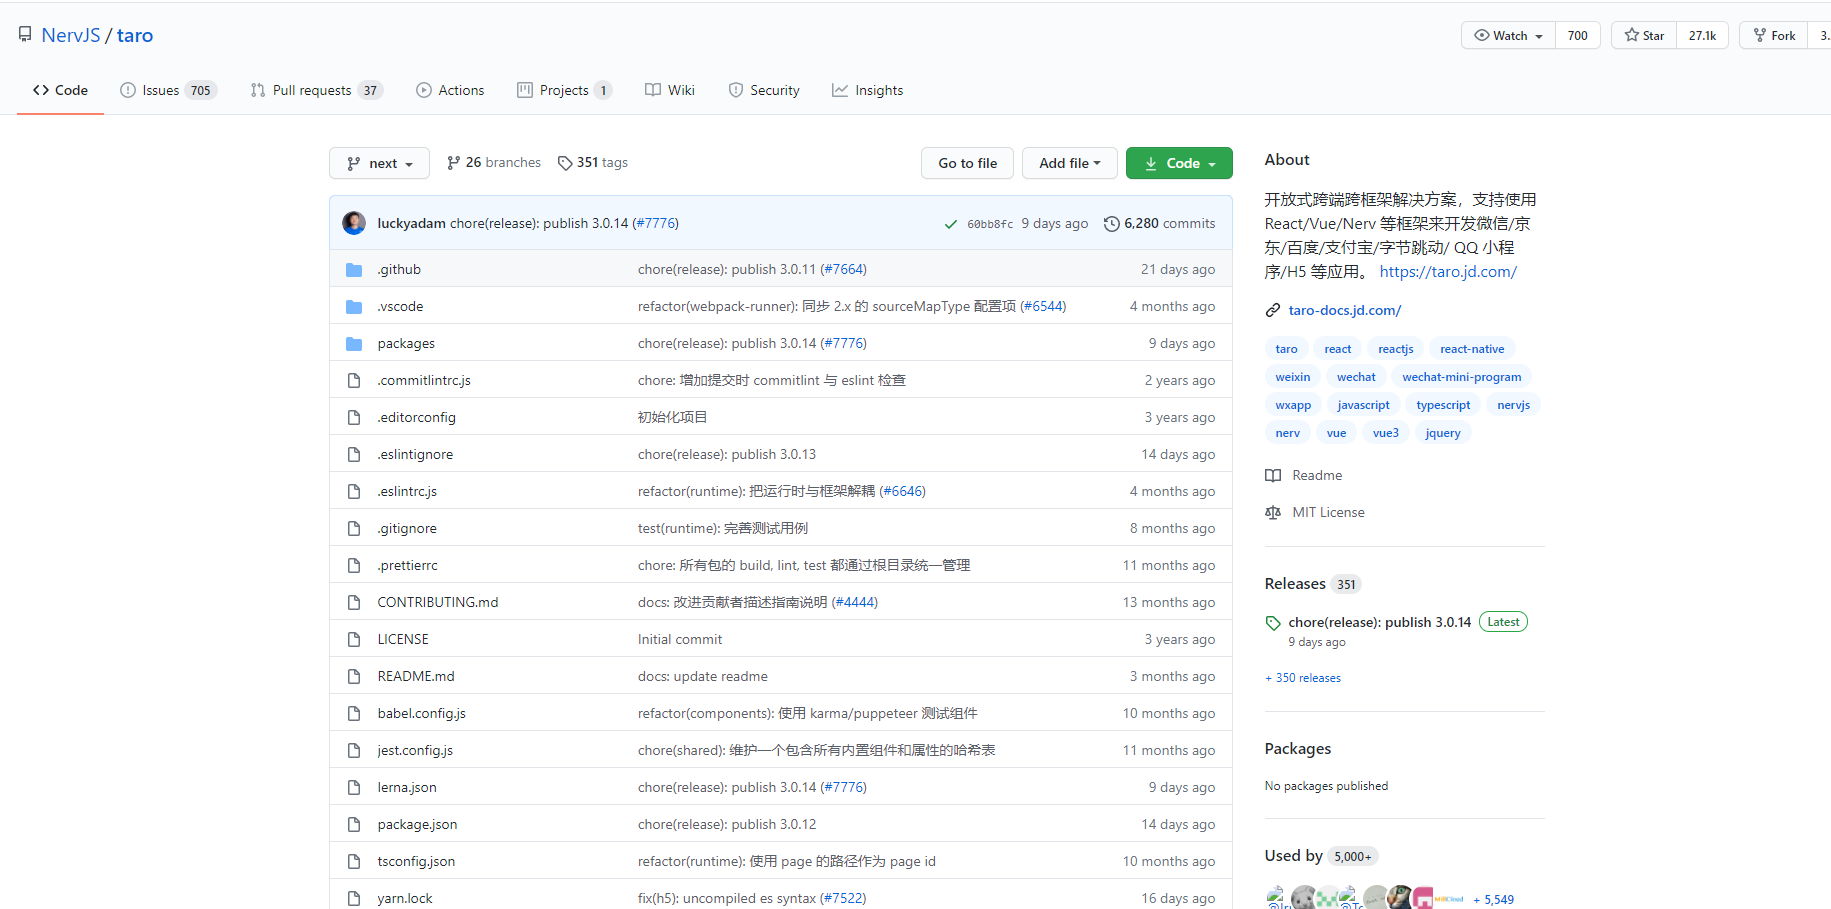 NervJS / taro
Watch 700 Star 27.1k Fork
Code Issues 705 Pull requests 37 Actions Projects 1 Wiki Security Insights
next 26 branches 351 tags Go to file Add file Code
luckyadam chore(release): publish 3.0.14 (#7776) 60bb8fc 9 days ago 6,280 commits
.github chore(release): publish 3.0.11 (#7664) 21 days ago
.vscode refactor(webpack-runner): 同步 2.x 的 sourceMapType 配置项 (#6544) 4 months ago
packages chore(release): publish 3.0.14 (#7776) 9 days ago
.commitlintrc.js chore: 增加提交时 commitlint 与 eslint 检查 2 years ago
.editorconfig 初始化项目 3 years ago
.eslintignore chore(release): publish 3.0.13 14 days ago
.eslintrc.js refactor(runtime): 把运行时与框架解耦 (#6646) 4 months ago
.gitignore test(runtime): 完善测试用例 8 months ago
.prettierrc chore: 所有包的 build, lint, test 都通过根目录统一管理 11 months ago
CONTRIBUTING.md docs: 改进贡献者描述指南说明 (#4444) 13 months ago
LICENSE Initial commit 3 years ago
README.md docs: update readme 3 months ago
babel.config.js refactor(components): 使用 karma/puppeteer 测试组件 10 months ago
jest.config.js chore(shared): 维护一个包含所有内置组件和属性的哈希表 11 months ago
lerna.json chore(release): publish 3.0.14 (#7776) 9 days ago
package.json chore(release): publish 3.0.12 14 days ago
tsconfig.json refactor(runtime): 使用 page 的路径作为 page id 10 months ago
yarn.lock fix(h5): uncompiled es syntax (#7522) 16 days ago
About
开放式跨端跨框架解决方案，支持使用
React/Vue/Nerv 等框架来开发微信/京
东/百度/支付宝/字节跳动/ QQ 小程
序/H5 等应用。 https://taro.jd.com/
taro-docs.jd.com/
taro react reactjs react-native
weixin wechat wechat-mini-program
wxapp javascript typescript nervjs
nerv vue vue3 jquery
Readme
MIT License
Releases 351
chore(release): publish 3.0.14 Latest
9 days ago
+ 350 releases
Packages
No packages published
Used by 5,000+
+ 5,549